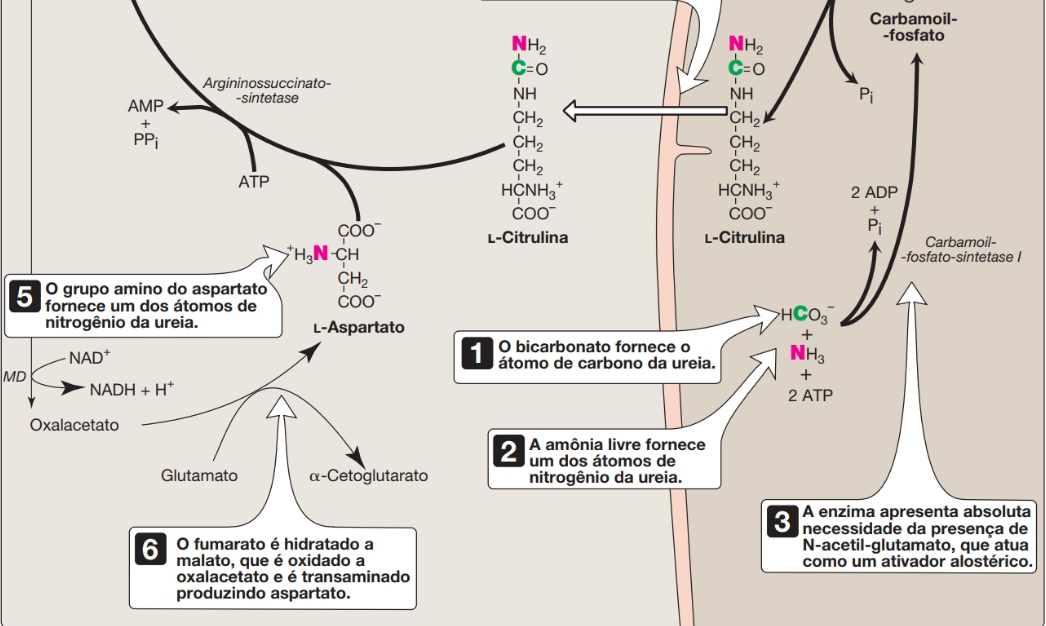 Carbamoil-
-fosfato
Pi
NH2
C=O
NH
CH2
CH2
CH2
HCNH3+
COO−
L-Citrulina
NH2
C=O
NH
CH2
CH2
CH2
HCNH3+
COO−
L-Citrulina
Argininossuccinato-
-sintetase
AMP
+
PPi
ATP
COO−
+H3N-CH
CH2
COO−
L-Aspartato
5 O grupo amino do aspartato
fornece um dos átomos de
nitrogênio da ureia.
2 ADP
+
Pi
Carbamoil-
-fosfato-sintetase I
HCO3−
+
NH3
+
2 ATP
1 O bicarbonato fornece o
átomo de carbono da ureia.
2 A amônia livre fornece
um dos átomos de
nitrogênio da ureia.
3 A enzima apresenta absoluta
necessidade da presença de
N-acetil-glutamato, que atua
como um ativador alostérico.
MD
NAD+
NADH + H+
Oxalacetato
Glutamato
α-Cetoglutarato
6 O fumarato é hidratado a
malato, que é oxidado a
oxalacetato e é transaminado
produzindo aspartato.